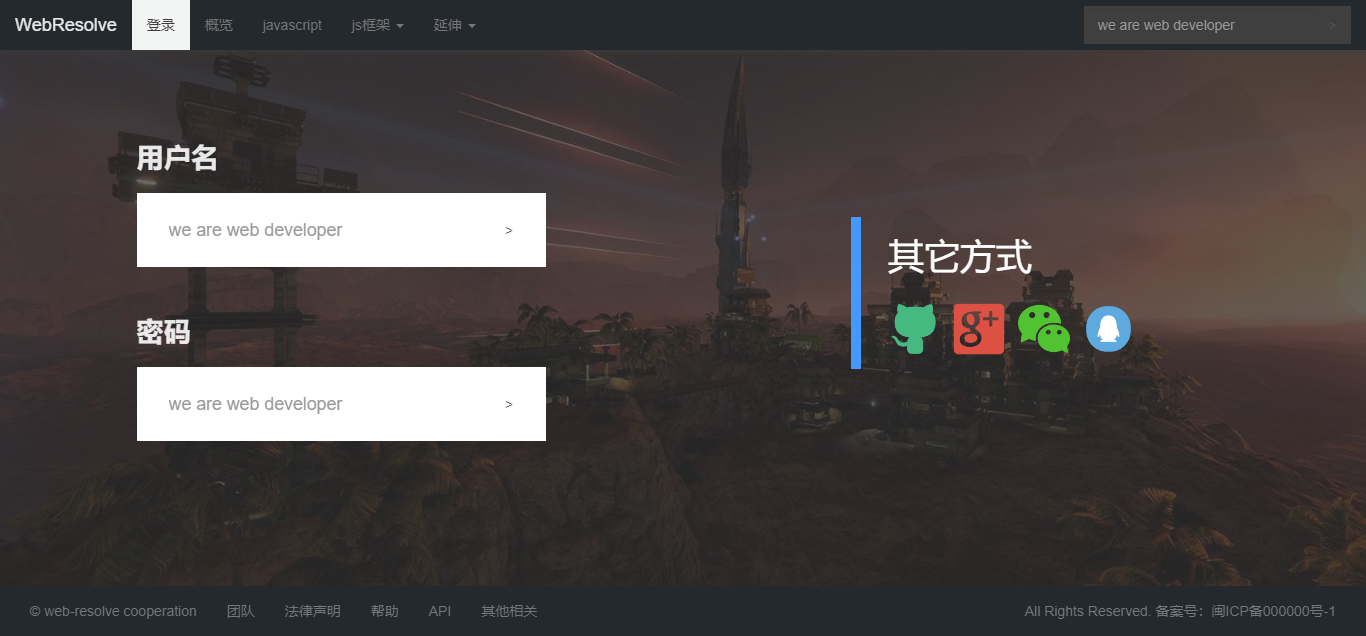 WebResolve 登录 概览 javascript js框架 延伸 we are web developer >
用户名
we are web developer >
其它方式
g+
密码
we are web developer >
© web-resolve cooperation 团队 法律声明 帮助 API 其他相关 All Rights Reserved. 备案号：闽ICP备000000号-1